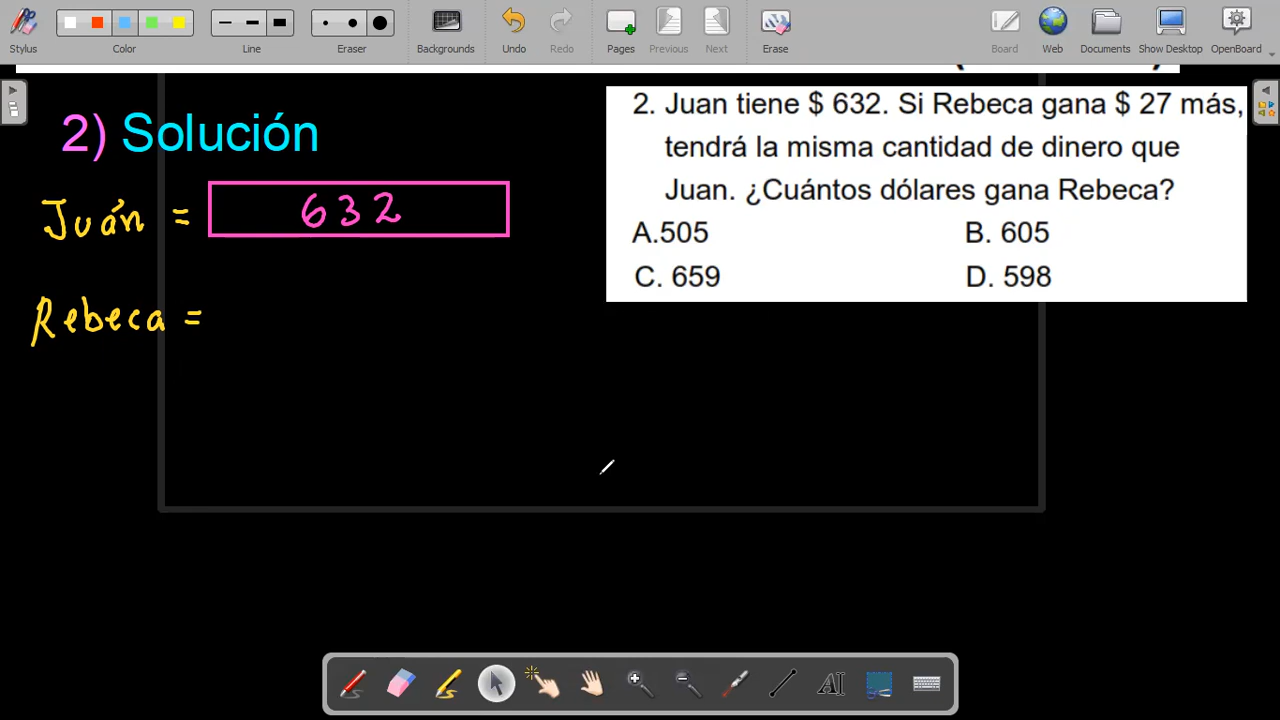 Stylus Color Line Eraser Backgrounds Undo Redo Pages Previous Next Erase Board Web Documents Show Desktop OpenBoard
2) Solución
Juán = 632
Rebeca =
2. Juan tiene $ 632. Si Rebeca gana $ 27 más,
tendrá la misma cantidad de dinero que
Juan. ¿Cuántos dólares gana Rebeca?
A.505 B. 605
C. 659 D. 598
AI